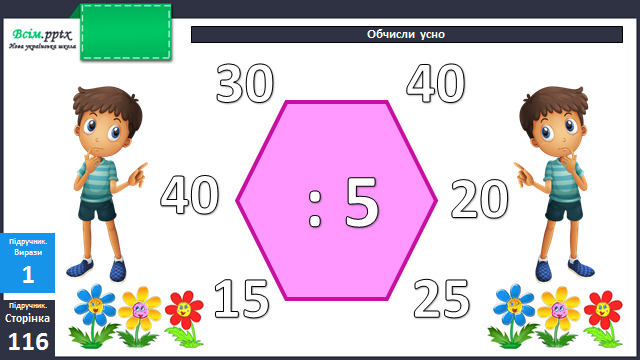 Всім.pptx
Нова українська школа
Обчисли усно
30
40
40
: 5
20
15
25
Підручник.
Вирази
1
Підручник.
Сторінка
116